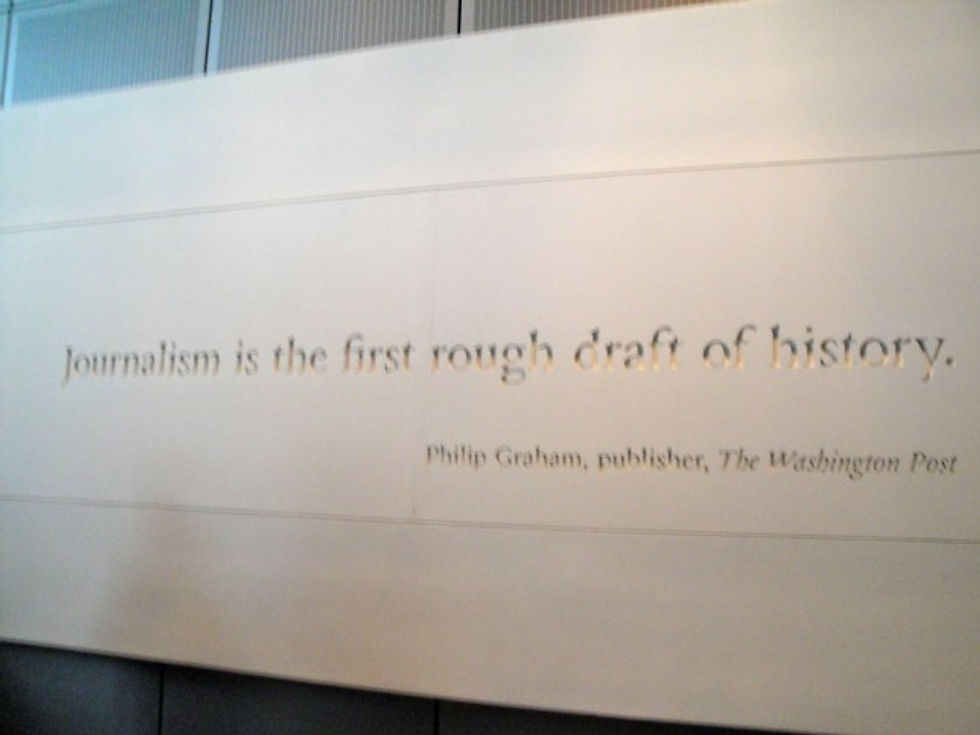 Journalism is the first rough draft of history.
Philip Graham, publisher, The Washington Post